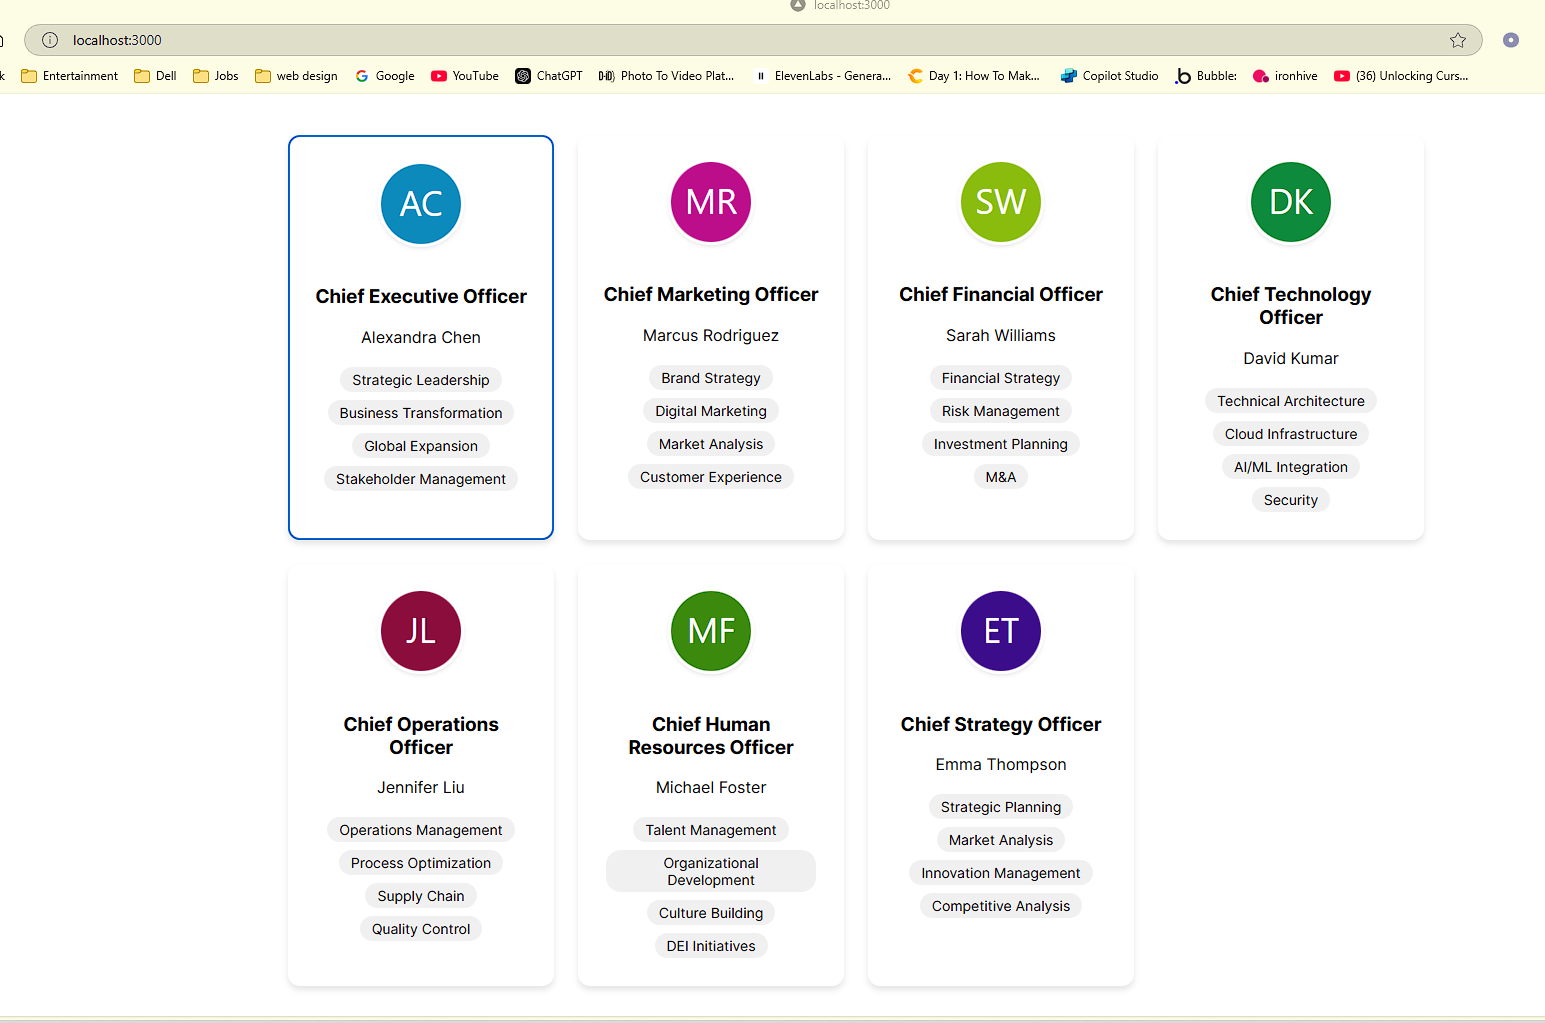 localhost:3000
localhost:3000
k Entertainment Dell Jobs web design Google YouTube ChatGPT D-ID Photo To Video Plat... II ElevenLabs - Genera... Day 1: How To Mak... Copilot Studio b Bubble: ironhive (36) Unlocking Curs...
AC
Chief Executive Officer
Alexandra Chen
Strategic Leadership
Business Transformation
Global Expansion
Stakeholder Management
MR
Chief Marketing Officer
Marcus Rodriguez
Brand Strategy
Digital Marketing
Market Analysis
Customer Experience
SW
Chief Financial Officer
Sarah Williams
Financial Strategy
Risk Management
Investment Planning
M&A
DK
Chief Technology
Officer
David Kumar
Technical Architecture
Cloud Infrastructure
AI/ML Integration
Security
JL
Chief Operations
Officer
Jennifer Liu
Operations Management
Process Optimization
Supply Chain
Quality Control
MF
Chief Human
Resources Officer
Michael Foster
Talent Management
Organizational
Development
Culture Building
DEI Initiatives
ET
Chief Strategy Officer
Emma Thompson
Strategic Planning
Market Analysis
Innovation Management
Competitive Analysis